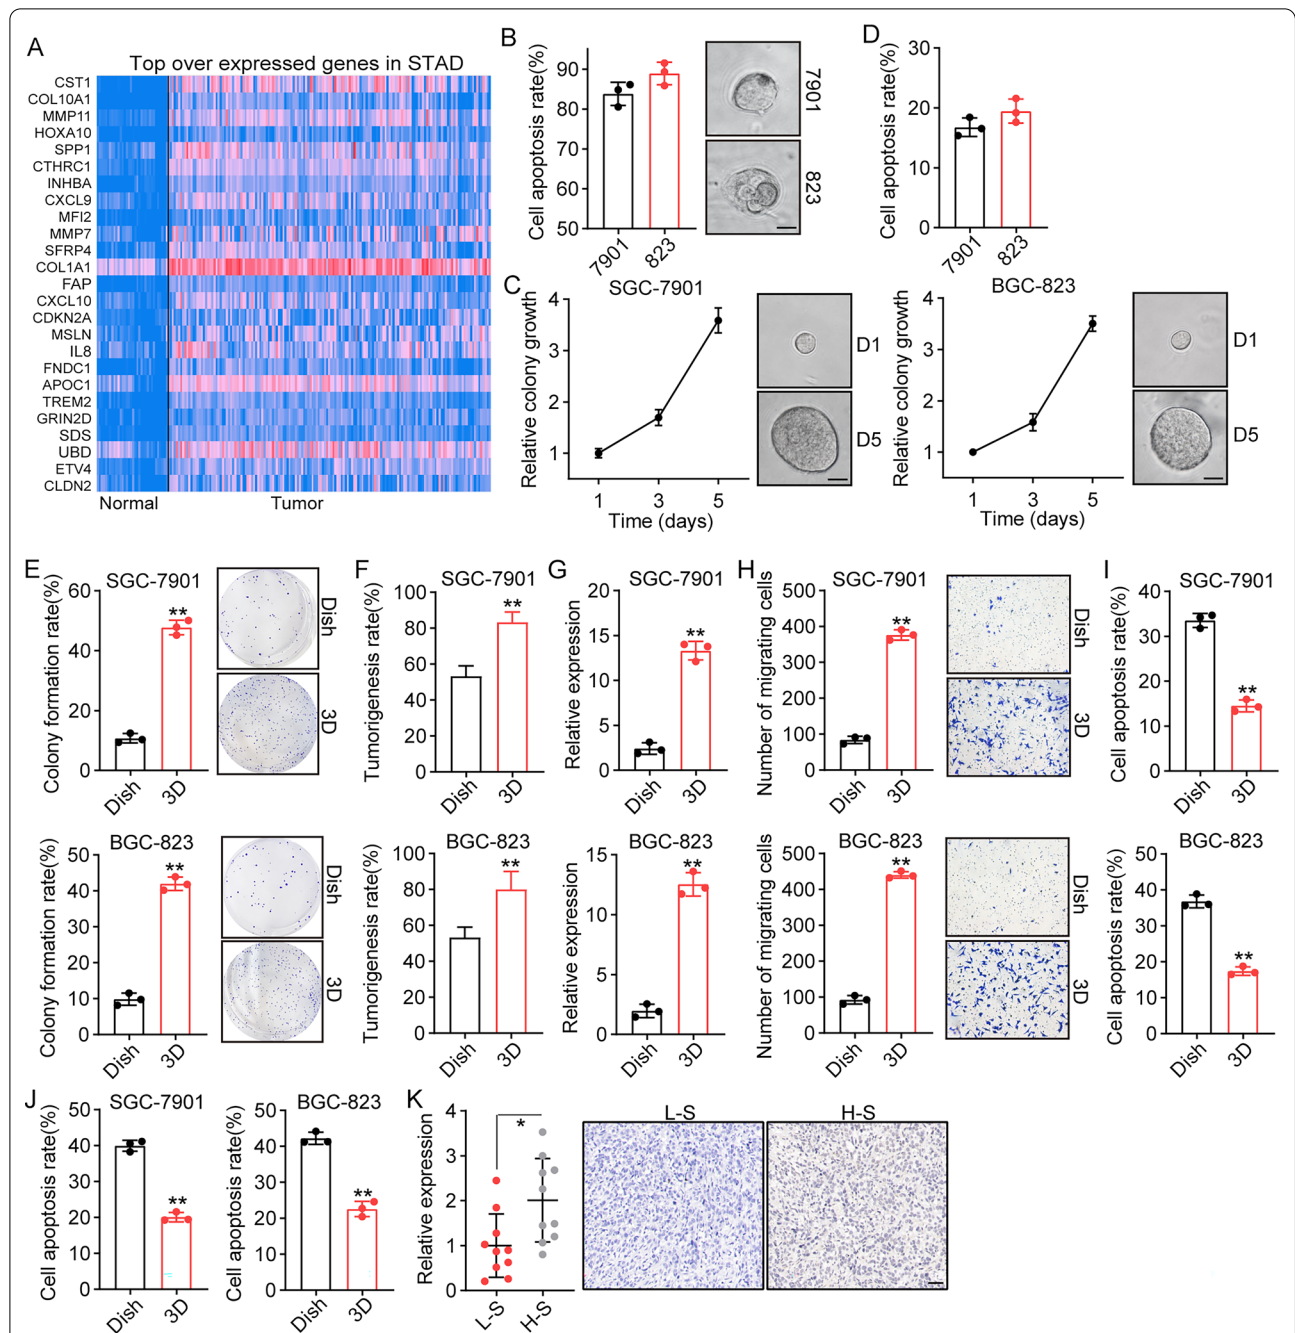 A
Top over expressed genes in STAD
CST1
COL10A1
MMP11
HOXA10
SPP1
CTHRC1
INHBA
CXCL9
MFI2
MMP7
SFRP4
COL1A1
FAP
CXCL10
CDKN2A
MSLN
IL8
FNDC1
APOC1
TREM2
GRIN2D
SDS
UBD
ETV4
CLDN2
Normal
Tumor
B
Cell apoptosis rate(%)
90
80
70
60
50
7901
823
7901
823
D
Cell apoptosis rate(%)
30
20
10
0
7901
823
C
SGC-7901
Relative colony growth
4
3
2
1
1 3 5
Time (days)
D1
D5
BGC-823
Relative colony growth
4
3
2
1
1 3 5
Time (days)
D1
D5
E
SGC-7901
Colony formation rate(%)
60
40
20
0
**
Dish
3D
Dish
3D
BGC-823
Colony formation rate(%)
50
40
30
20
10
0
**
Dish
3D
Dish
3D
F
SGC-7901
Tumorigenesis rate(%)
100
80
60
40
20
0
**
Dish
3D
BGC-823
Tumorigenesis rate(%)
100
80
60
40
20
0
**
Dish
3D
G
SGC-7901
Relative expression
20
15
10
5
0
**
Dish
3D
BGC-823
Relative expression
15
10
5
0
**
Dish
3D
H
SGC-7901
Number of migrating cells
500
400
300
200
100
0
**
Dish
3D
Dish
3D
BGC-823
Number of migrating cells
500
400
300
200
100
0
**
Dish
3D
Dish
3D
I
SGC-7901
Cell apoptosis rate(%)
40
30
20
10
0
**
Dish
3D
BGC-823
Cell apoptosis rate(%)
50
40
30
20
10
0
**
Dish
3D
J
SGC-7901
Cell apoptosis rate(%)
50
40
30
20
10
0
**
Dish
3D
BGC-823
Cell apoptosis rate(%)
50
40
30
20
10
0
**
Dish
3D
K
Relative expression
4
3
2
1
0
*
L-S
H-S
L-S
H-S